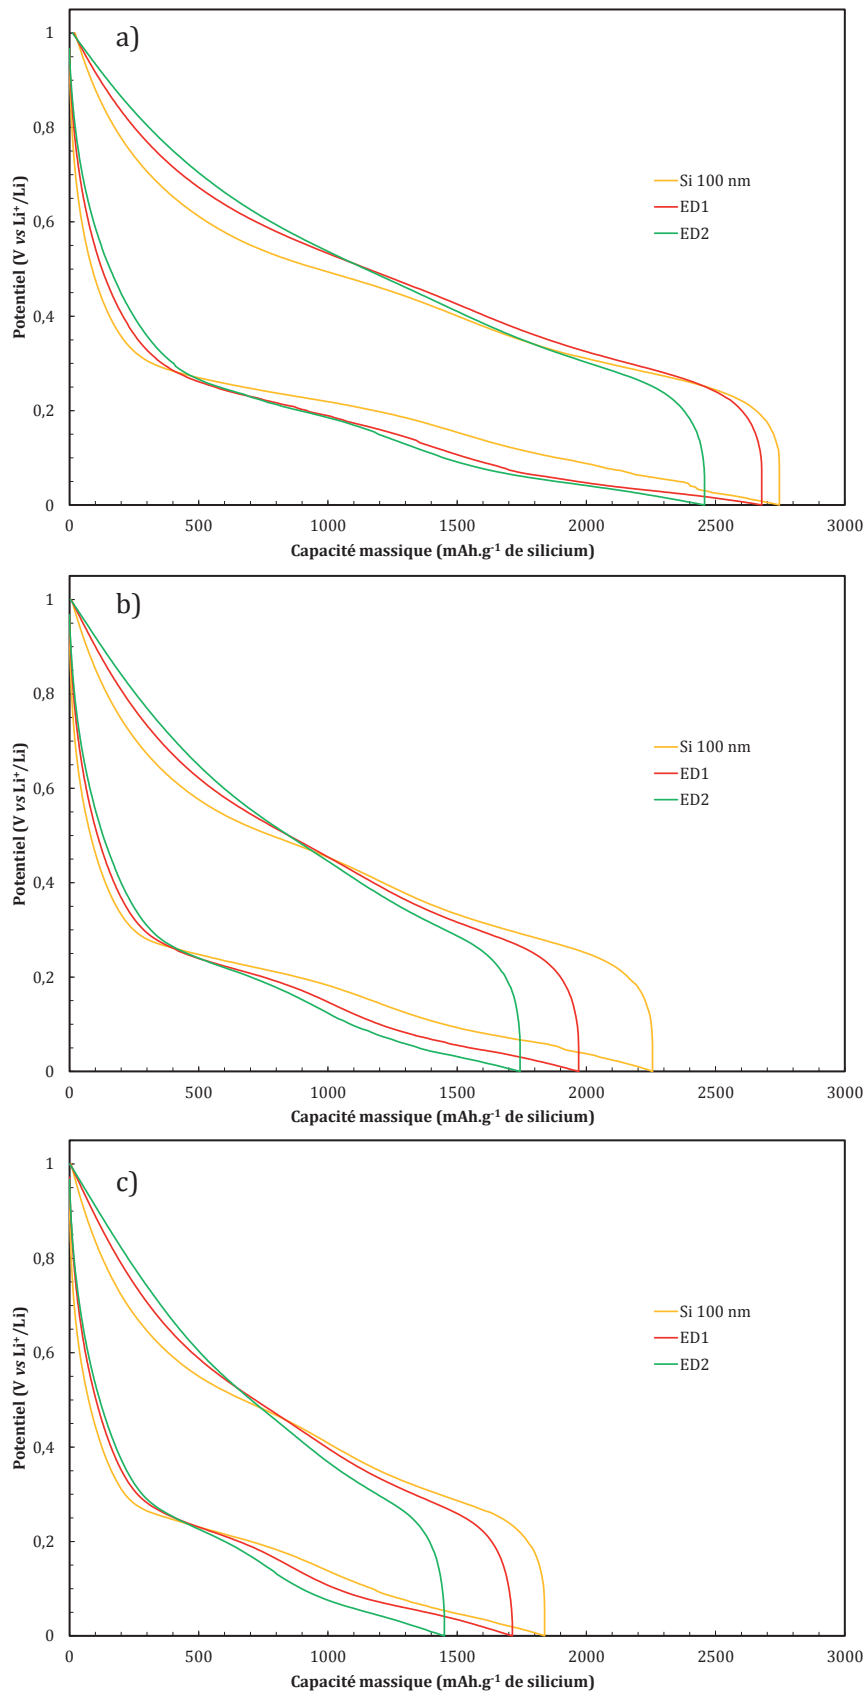 a)
1
0,8
0,6
0,4
0,2
0
Potentiel (V vs Li⁺/Li)
Si 100 nm
ED1
ED2
0 500 1000 1500 2000 2500 3000
Capacité massique (mAh.g⁻¹ de silicium)
b)
1
0,8
0,6
0,4
0,2
0
Potentiel (V vs Li⁺/Li)
Si 100 nm
ED1
ED2
0 500 1000 1500 2000 2500 3000
Capacité massique (mAh.g⁻¹ de silicium)
c)
1
0,8
0,6
0,4
0,2
0
Potentiel (V vs Li⁺/Li)
Si 100 nm
ED1
ED2
0 500 1000 1500 2000 2500 3000
Capacité massique (mAh.g⁻¹ de silicium)